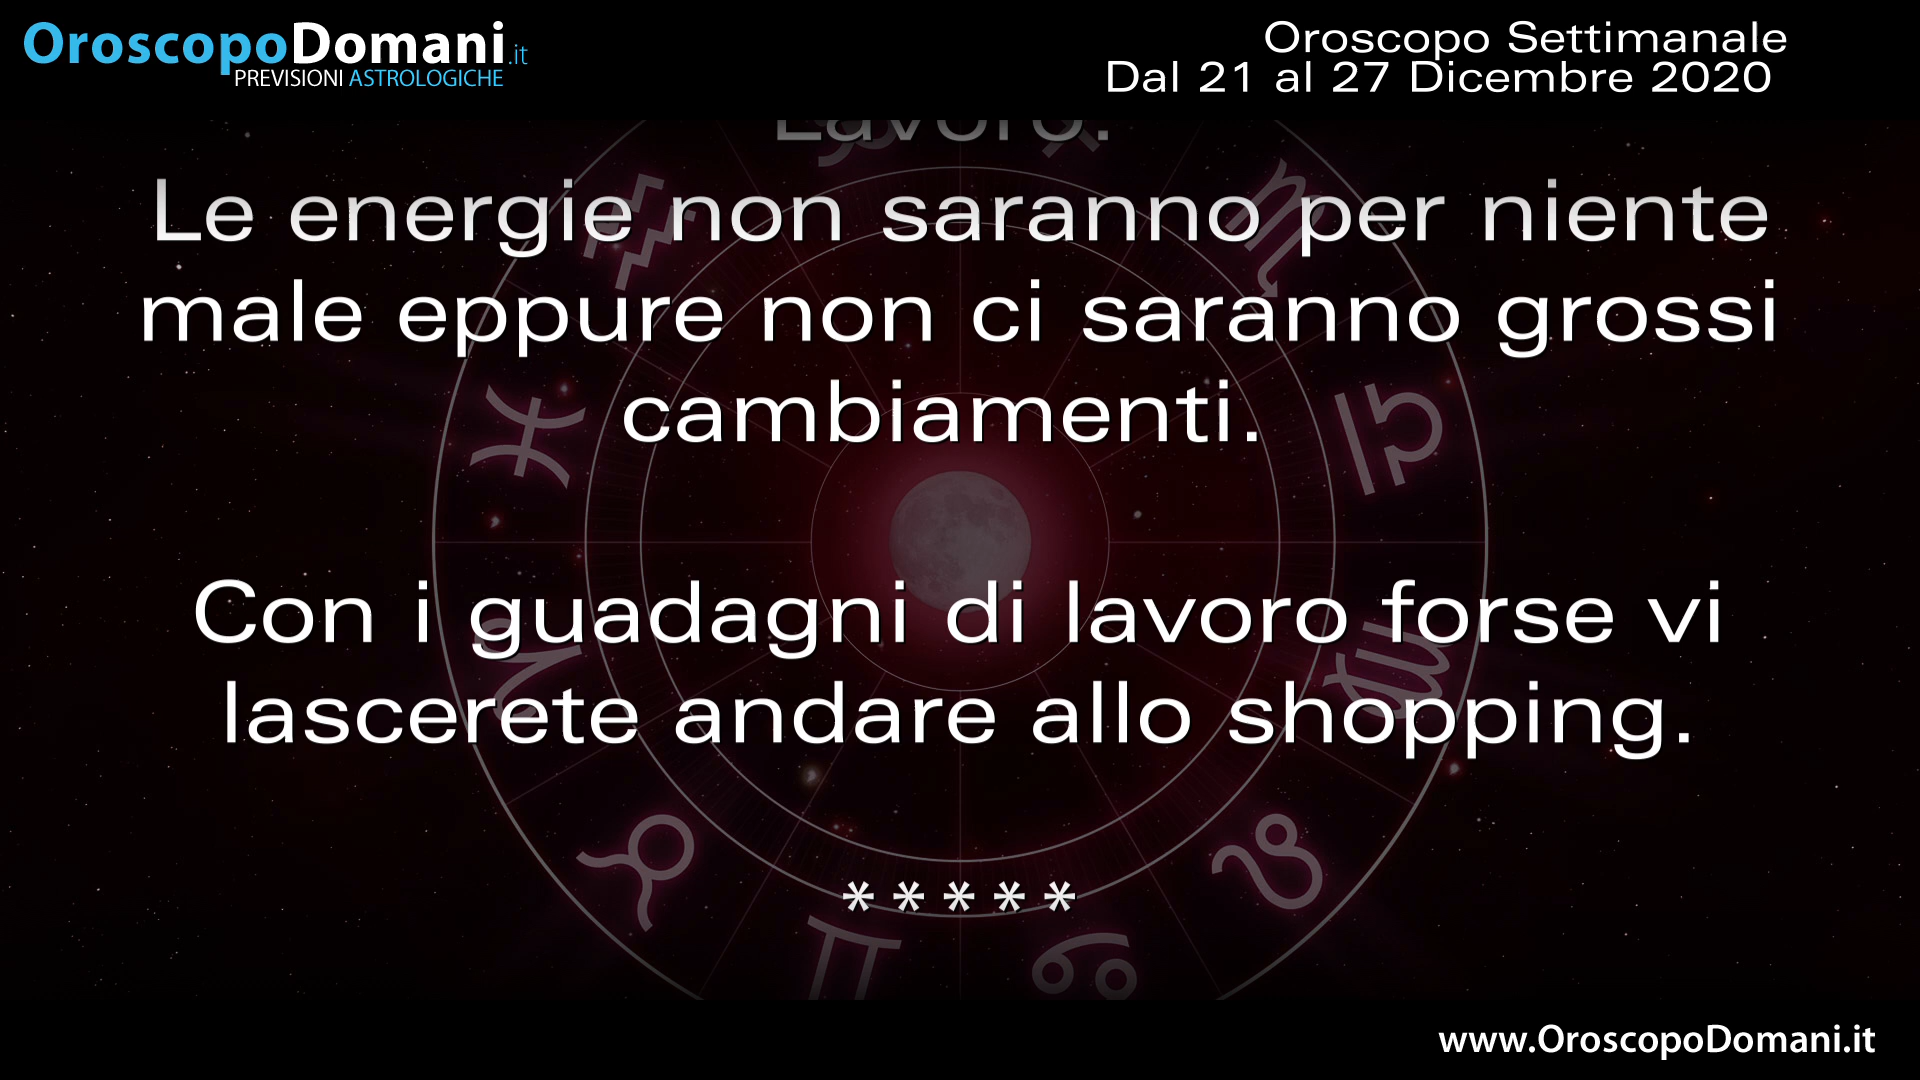 OroscopoDomani.it
PREVISIONI ASTROLOGICHE
Oroscopo Settimanale
Dal 21 al 27 Dicembre 2020
Lavoro:
Le energie non saranno per niente
male eppure non ci saranno grossi
cambiamenti.
Con i guadagni di lavoro forse vi
lascerete andare allo shopping.
*****
www.OroscopoDomani.it